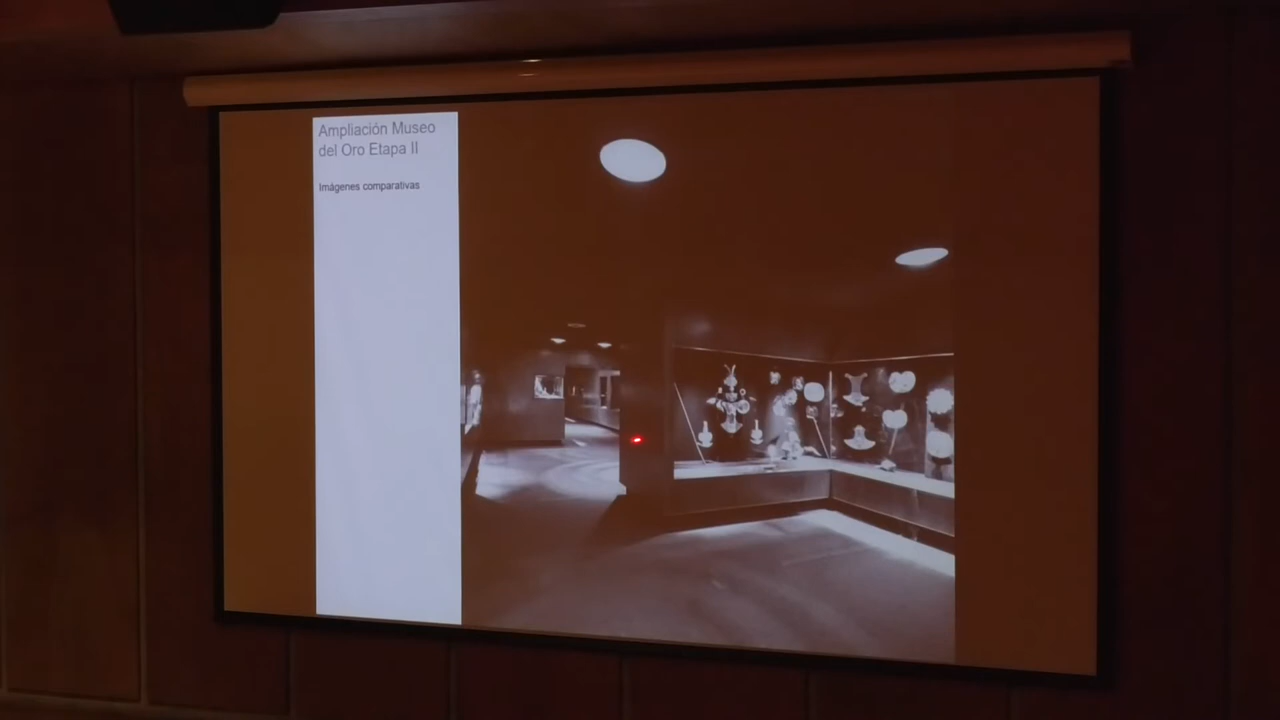 Ampliación Museo
del Oro Etapa II
Imágenes comparativas